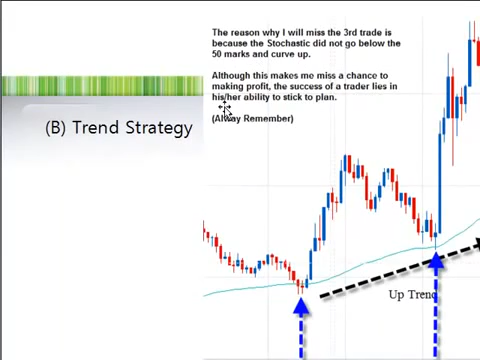 The reason why I will miss the 3rd trade is
because the Stochastic did not go below the
50 marks and curve up.
Although this makes me miss a chance to
making profit, the success of a trader lies in
his/her ability to stick to plan.
(Alway Remember)
(B) Trend Strategy
Up Trend